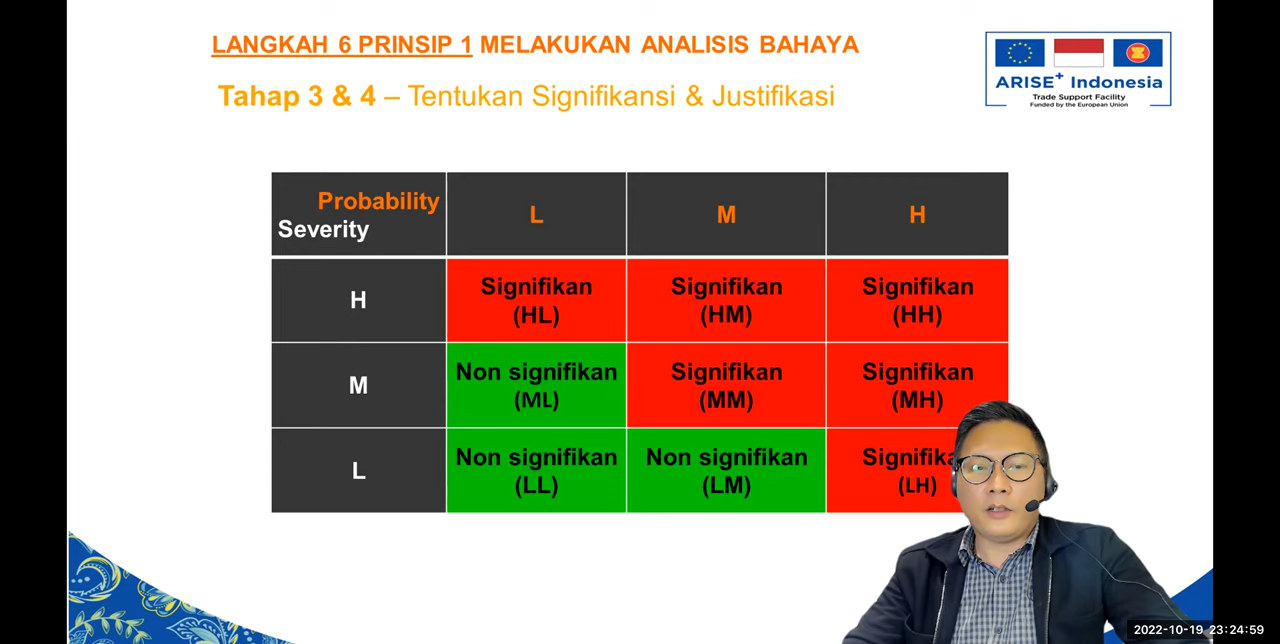 LANGKAH 6 PRINSIP 1 MELAKUKAN ANALISIS BAHAYA
Tahap 3 & 4 – Tentukan Signifikansi & Justifikasi
ARISE+ Indonesia
Trade Support Facility
Funded by the European Union
Probability
Severity
L
M
H
H
Signifikan
(HL)
Signifikan
(HM)
Signifikan
(HH)
M
Non signifikan
(ML)
Signifikan
(MM)
Signifikan
(MH)
L
Non signifikan
(LL)
Non signifikan
(LM)
Signifika
(LH)
2022-10-19 23:24:59